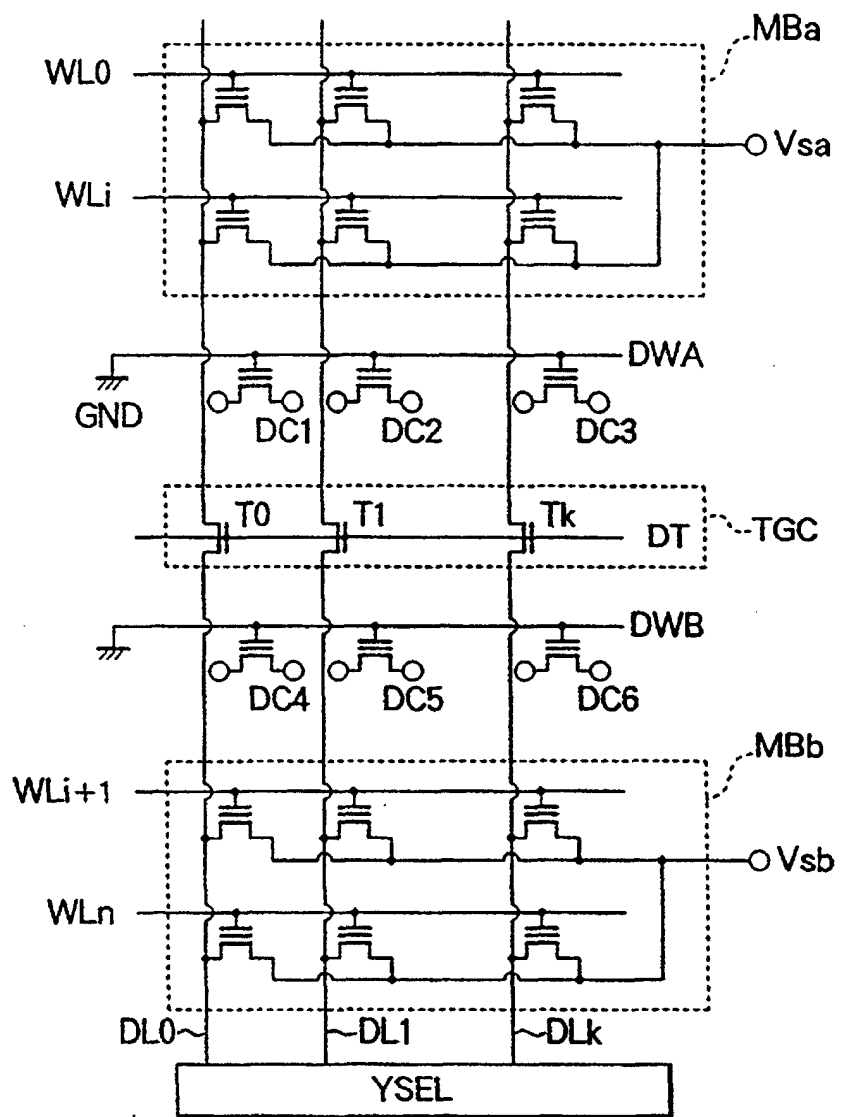 MBa
WL0
Vsa
WLi
DWA
GND
DC1 DC2 DC3
T0 T1 Tk
DT
TGC
DWB
DC4 DC5 DC6
MBb
WLi+1
Vsb
WLn
DL0 DL1 DLk
YSEL